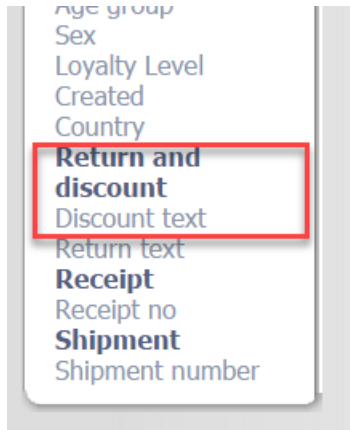 Age group
Sex
Loyalty Level
Created
Country
Return and
discount
Discount text
Return text
Receipt
Receipt no
Shipment
Shipment number